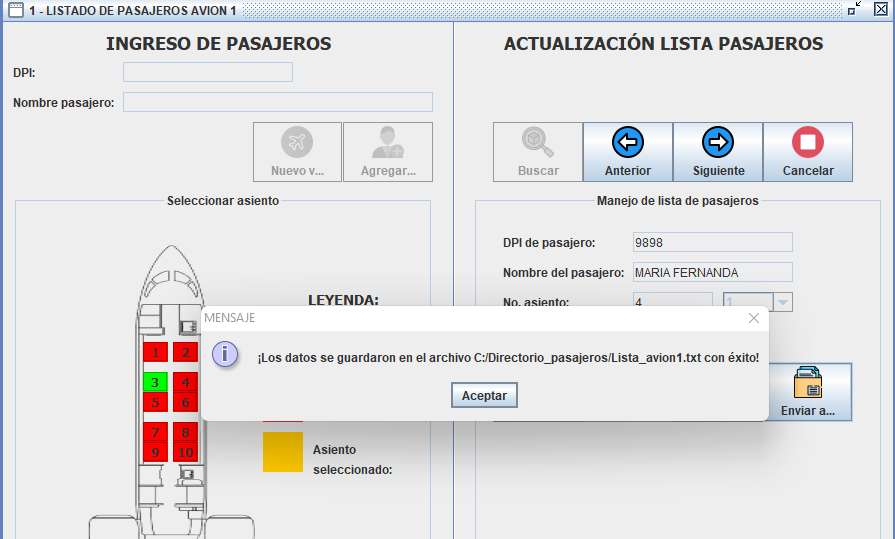 1 - LISTADO DE PASAJEROS AVION 1
INGRESO DE PASAJEROS
DPI:
Nombre pasajero:
Nuevo v...
Agregar...
Seleccionar asiento
LEYENDA:
1 2
3 4
5 6
7 8
9 10
Asiento
seleccionado:
ACTUALIZACIÓN LISTA PASAJEROS
Buscar
Anterior
Siguiente
Cancelar
Manejo de lista de pasajeros
DPI de pasajero: 9898
Nombre del pasajero: MARIA FERNANDA
No. asiento: 4 1
Enviar a...
MENSAJE
¡Los datos se guardaron en el archivo C:/Directorio_pasajeros/Lista_avion1.txt con éxito!
Aceptar